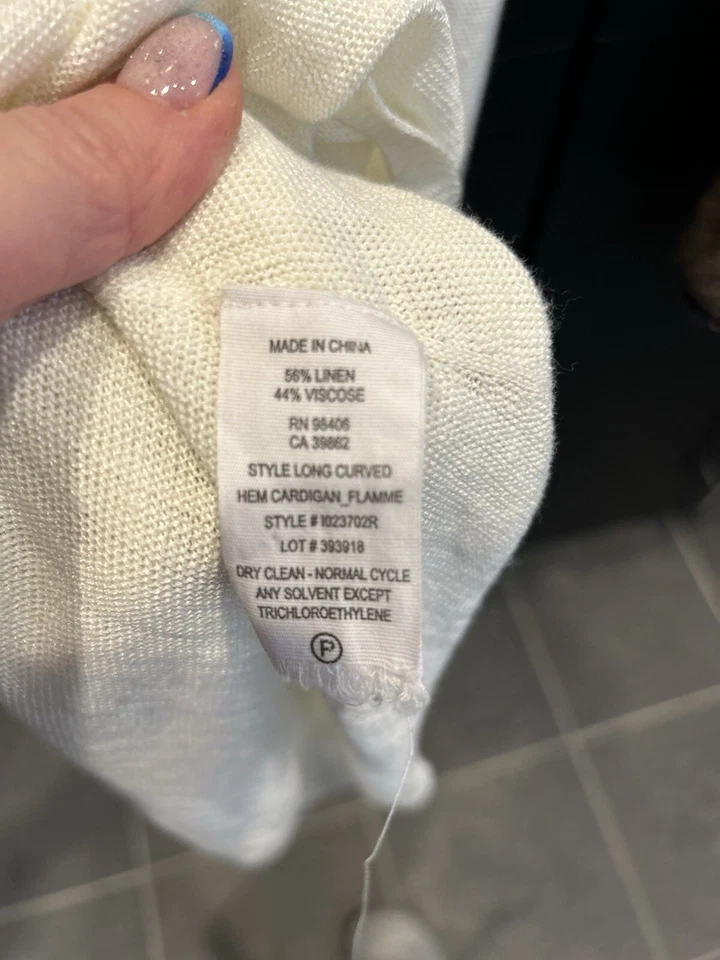 MADE IN CHINA
56% LINEN
44% VISCOSE
RN 98406
CA 39862
STYLE LONG CURVED
HEM CARDIGAN_FLAMME
STYLE # I023702R
LOT # 393918
DRY CLEAN - NORMAL CYCLE
ANY SOLVENT EXCEPT
TRICHLOROETHYLENE
P